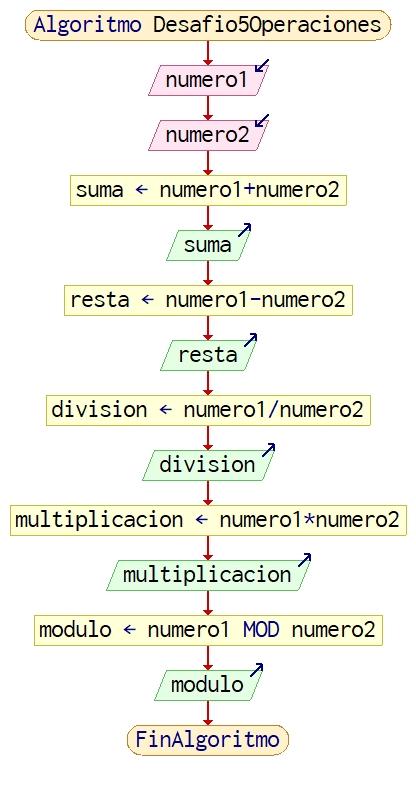 Algoritmo Desafio5Operaciones
numero1
numero2
suma ← numero1+numero2
suma
resta ← numero1-numero2
resta
division ← numero1/numero2
division
multiplicacion ← numero1*numero2
multiplicacion
modulo ← numero1 MOD numero2
modulo
FinAlgoritmo